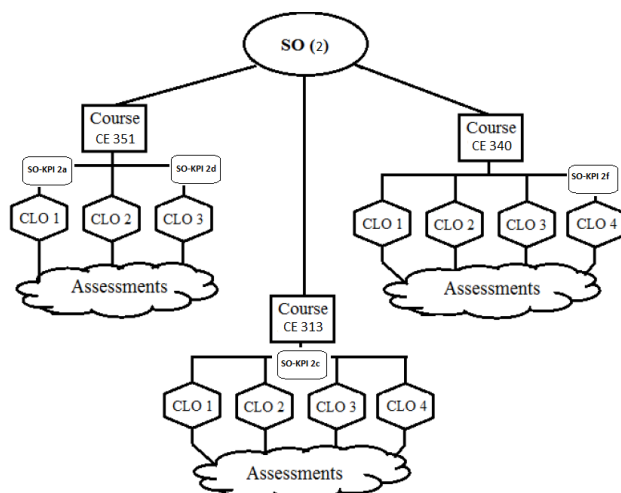 SO (2)
Course
CE 351
Course
CE 340
SO-KPI 2a
SO-KPI 2d
SO-KPI 2f
CLO 1
CLO 2
CLO 3
CLO 1
CLO 2
CLO 3
CLO 4
Assessments
Assessments
Course
CE 313
SO-KPI 2c
CLO 1
CLO 2
CLO 3
CLO 4
Assessments